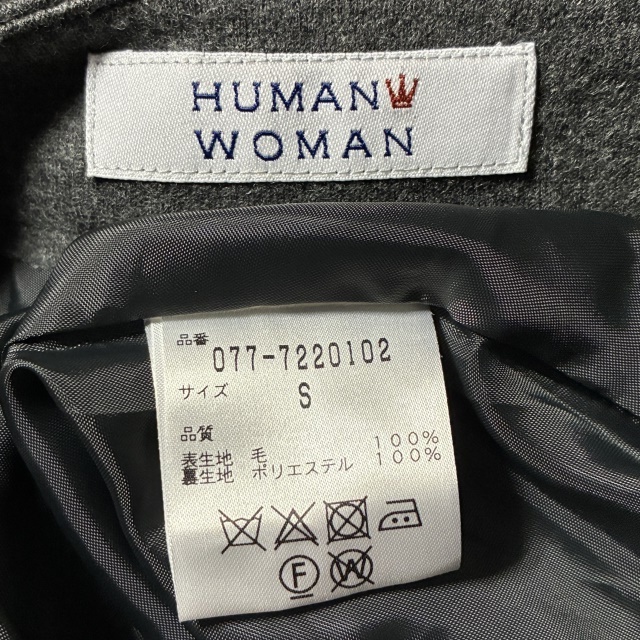 HUMAN
WOMAN
品番
077-7220102
サイズ
S
品質
表生地 毛 100%
裏生地 ポリエステル 100%
F W